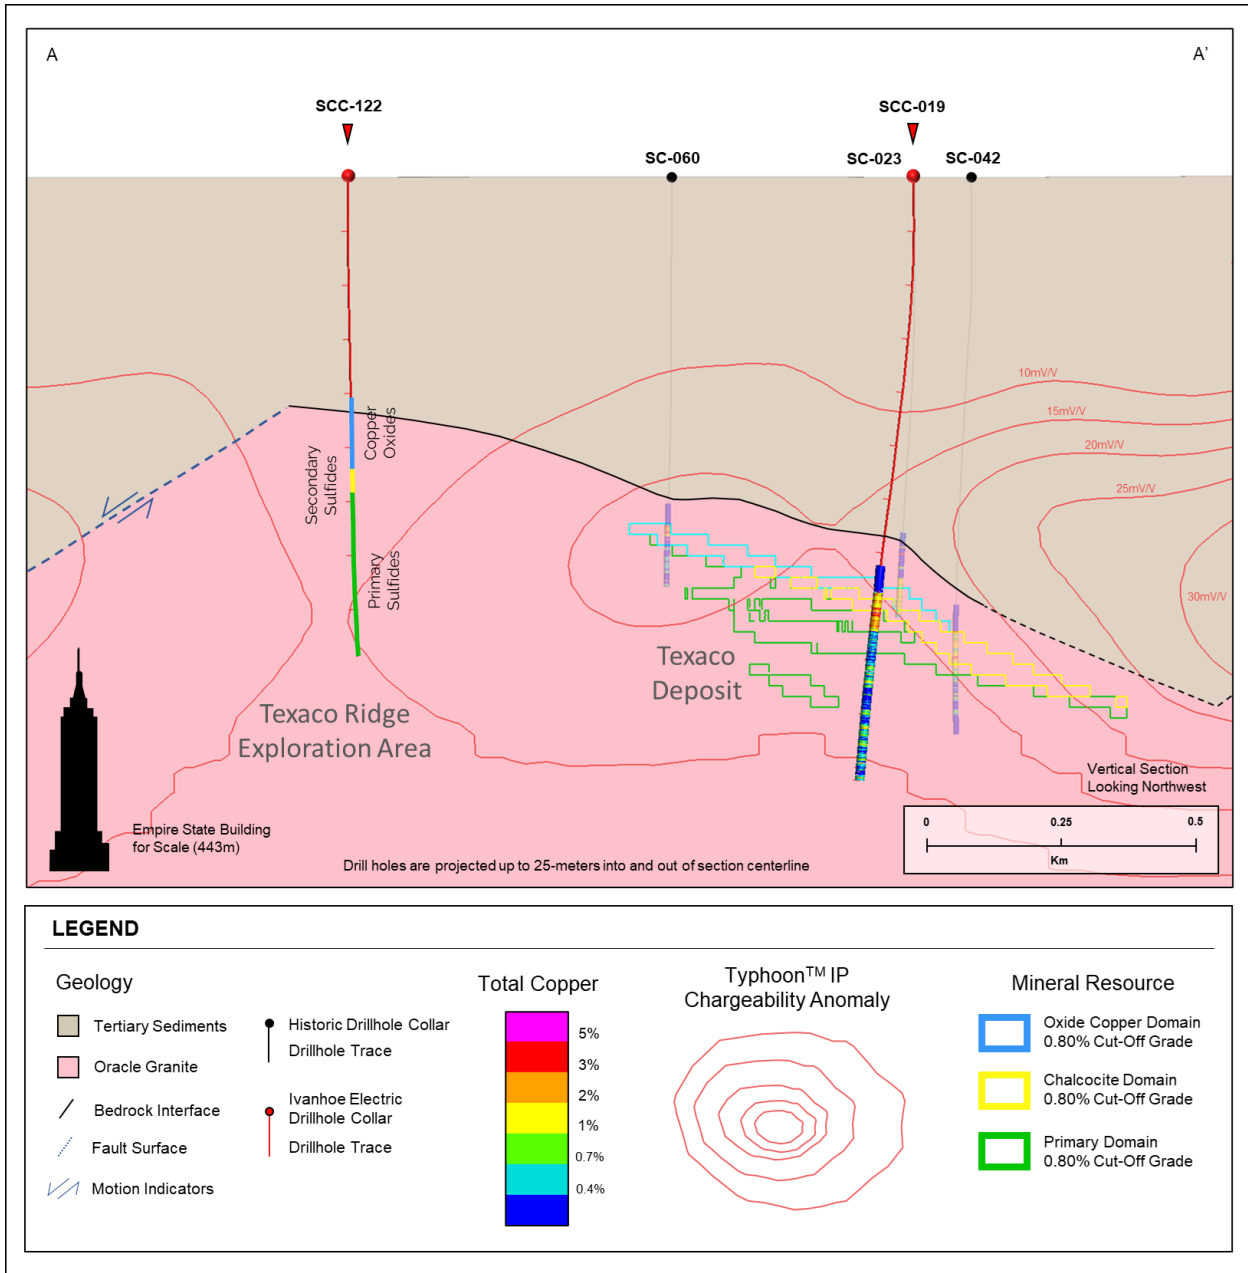 A
A'
SCC-122
SCC-019
SC-060
SC-023
SC-042
10mV/V
15mV/V
20mV/V
25mV/V
30mV/V
Copper
Oxides
Secondary
Sulfides
Primary
Sulfides
Texaco
Deposit
Texaco Ridge
Exploration Area
Vertical Section
Looking Northwest
0
0.25
0.5
Km
Empire State Building
for Scale (443m)
Drill holes are projected up to 25-meters into and out of section centerline
LEGEND
Geology
Tertiary Sediments
Oracle Granite
Bedrock Interface
Fault Surface
Motion Indicators
Historic Drillhole Collar
Drillhole Trace
Ivanhoe Electric
Drillhole Collar
Drillhole Trace
Total Copper
5%
3%
2%
1%
0.7%
0.4%
Typhoon™ IP
Chargeability Anomaly
Mineral Resource
Oxide Copper Domain
0.80% Cut-Off Grade
Chalcocite Domain
0.80% Cut-Off Grade
Primary Domain
0.80% Cut-Off Grade